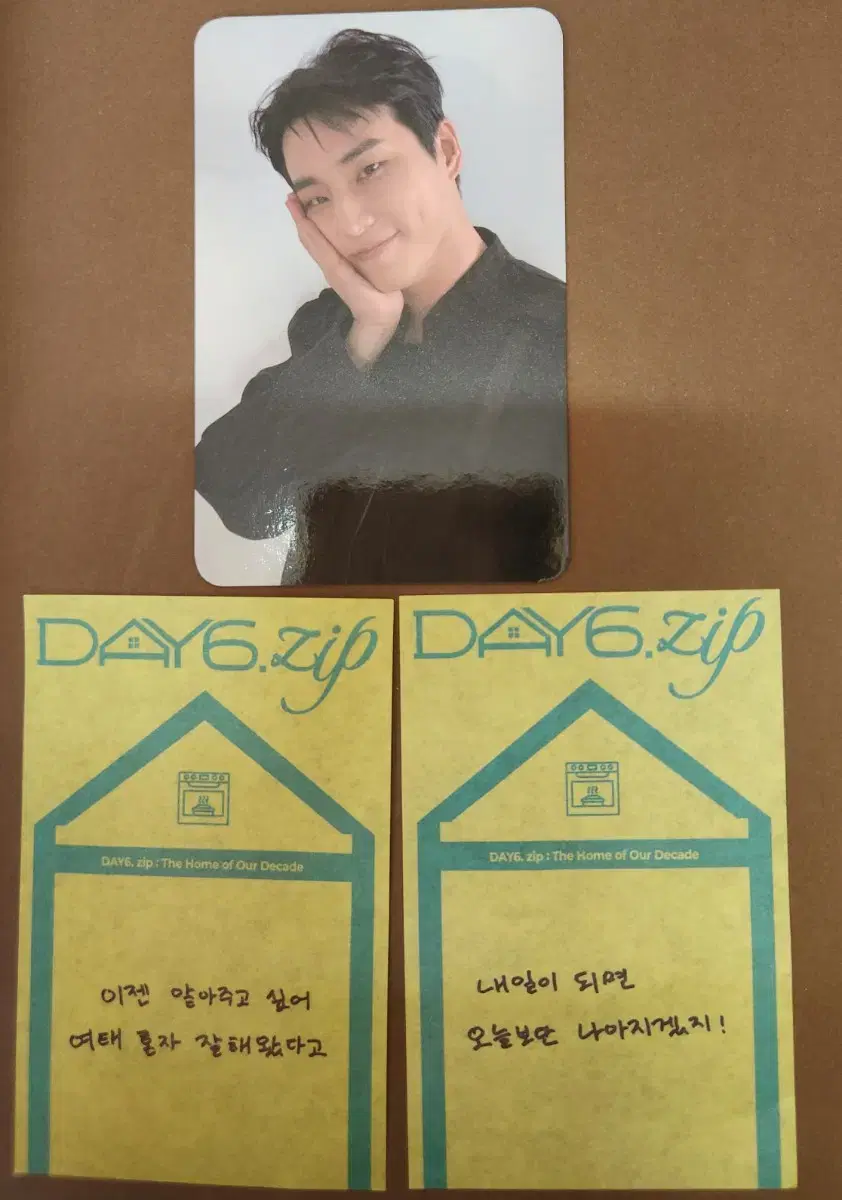 DAY6.zip
DAY6. zip : The Home of Our Decade
이젠 말아주고 싶어
여태 혼자 잘해왔다고
DAY6.zip
DAY6. zip : The Home of Our Decade
내일이 되면
오늘보단 나아지겠지!